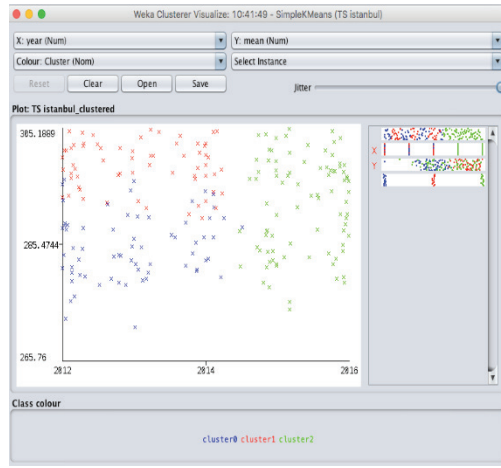 Weka Clusterer Visualize: 10:41:49 - SimpleKMeans (TS istanbul)
X: year (Num)
Y: mean (Num)
Colour: Cluster (Nom)
Select Instance
Reset
Clear
Open
Save
Jitter
Plot: TS istanbul_clustered
305.1889
285.4744
265.76
2012
2014
2016
X
Y
Class colour
cluster0 cluster1 cluster2